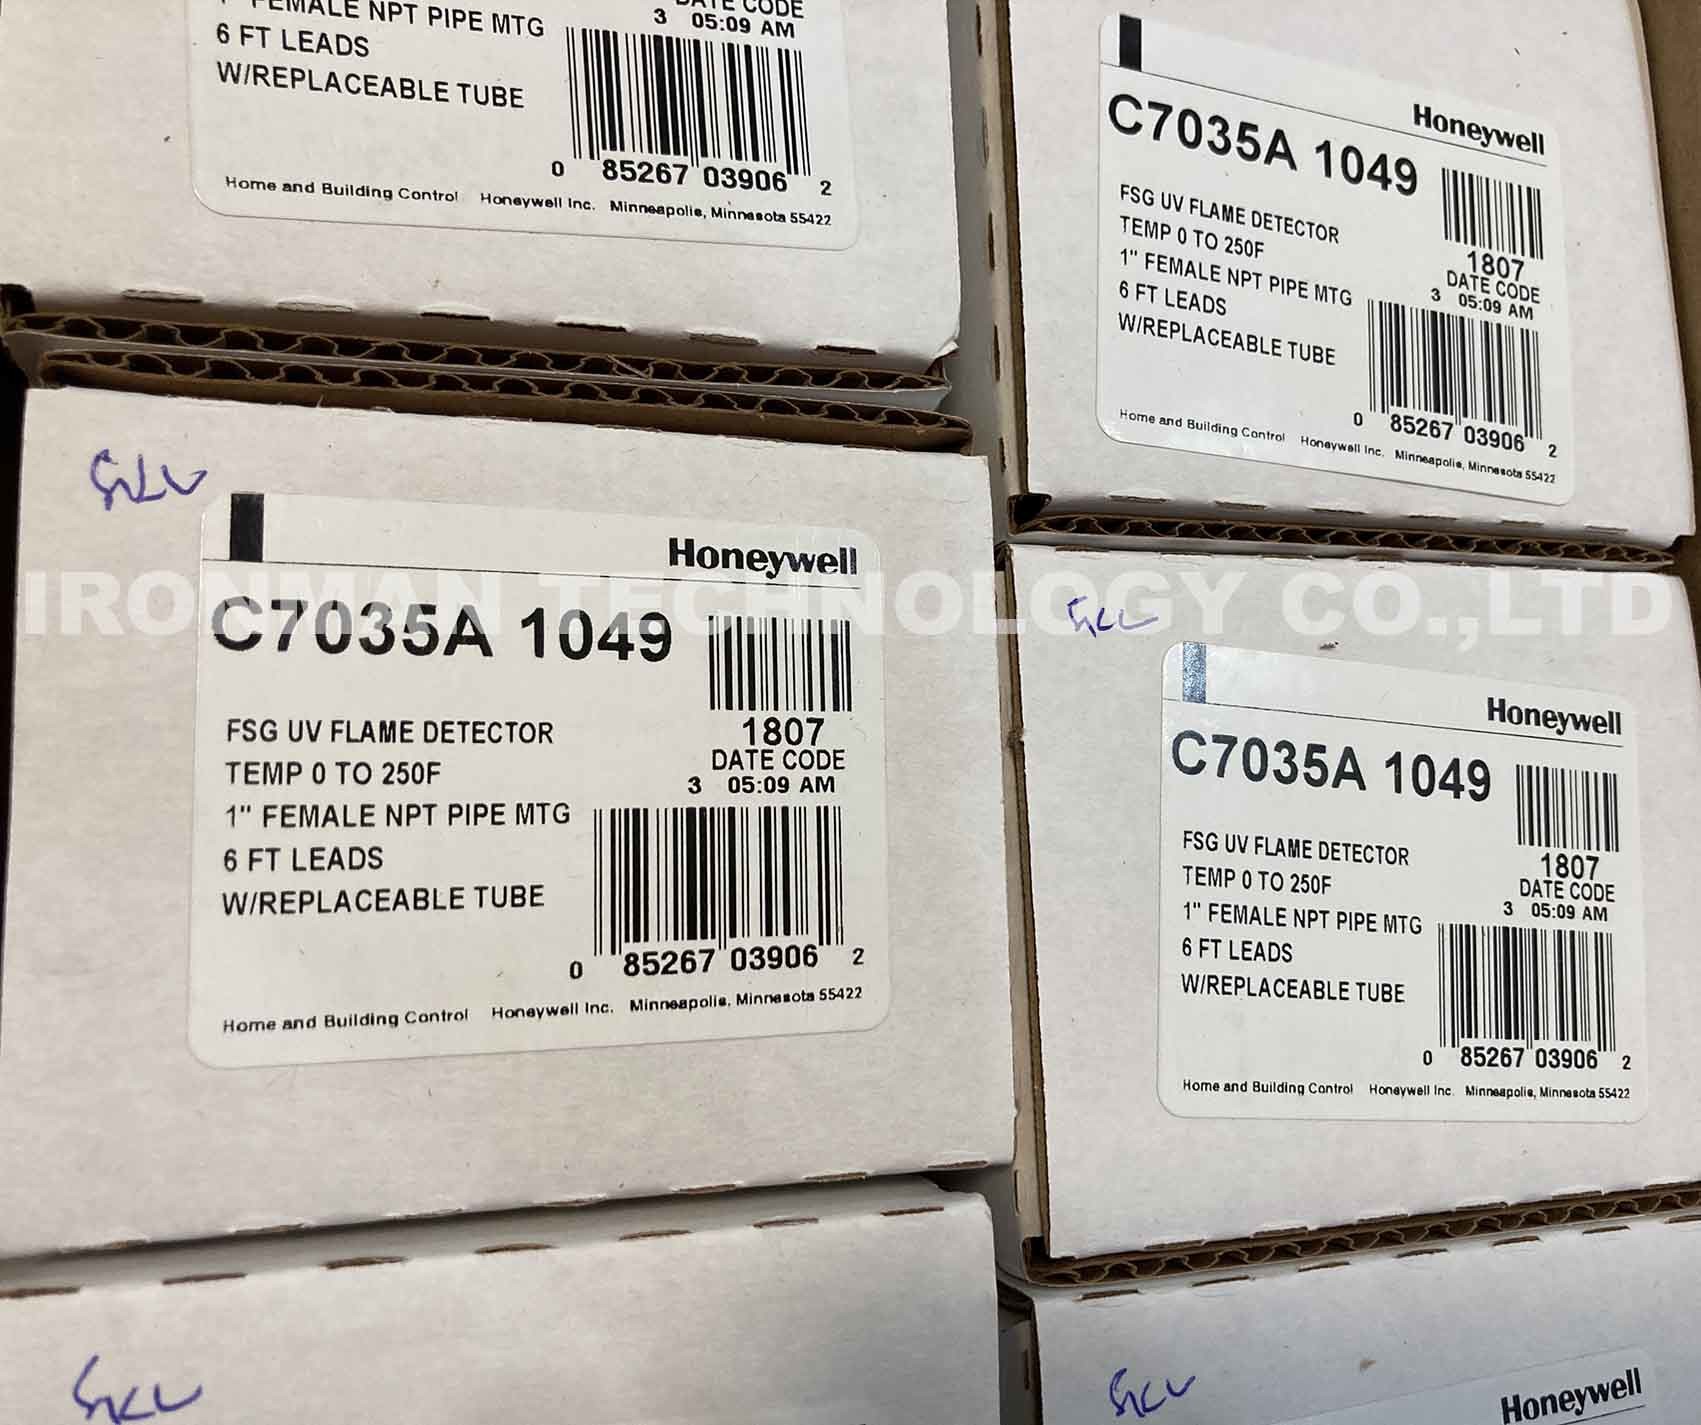 1" FEMALE NPT PIPE MTG
6 FT LEADS
W/REPLACEABLE TUBE
DATE CODE
3 05:09 AM
0 85267 03906 2
Home and Building Control Honeywell Inc. Minneapolis, Minnesota 55422
Honeywell
C7035A 1049
FSG UV FLAME DETECTOR
TEMP 0 TO 250F
1" FEMALE NPT PIPE MTG
6 FT LEADS
W/REPLACEABLE TUBE
1807
DATE CODE
3 05:09 AM
0 85267 03906 2
Home and Building Control Honeywell Inc. Minneapolis, Minnesota 55422
IRONMAN TECHNOLOGY CO.,LTD
Honeywell
C7035A 1049
FSG UV FLAME DETECTOR
TEMP 0 TO 250F
1" FEMALE NPT PIPE MTG
6 FT LEADS
W/REPLACEABLE TUBE
1807
DATE CODE
3 05:09 AM
0 85267 03906 2
Home and Building Control Honeywell Inc. Minneapolis, Minnesota 55422
Honeywell
C7035A 1049
FSG UV FLAME DETECTOR
TEMP 0 TO 250F
1" FEMALE NPT PIPE MTG
6 FT LEADS
W/REPLACEABLE TUBE
1807
DATE CODE
3 05:09 AM
0 85267 03906 2
Home and Building Control Honeywell Inc. Minneapolis, Minnesota 55422
Honeywell